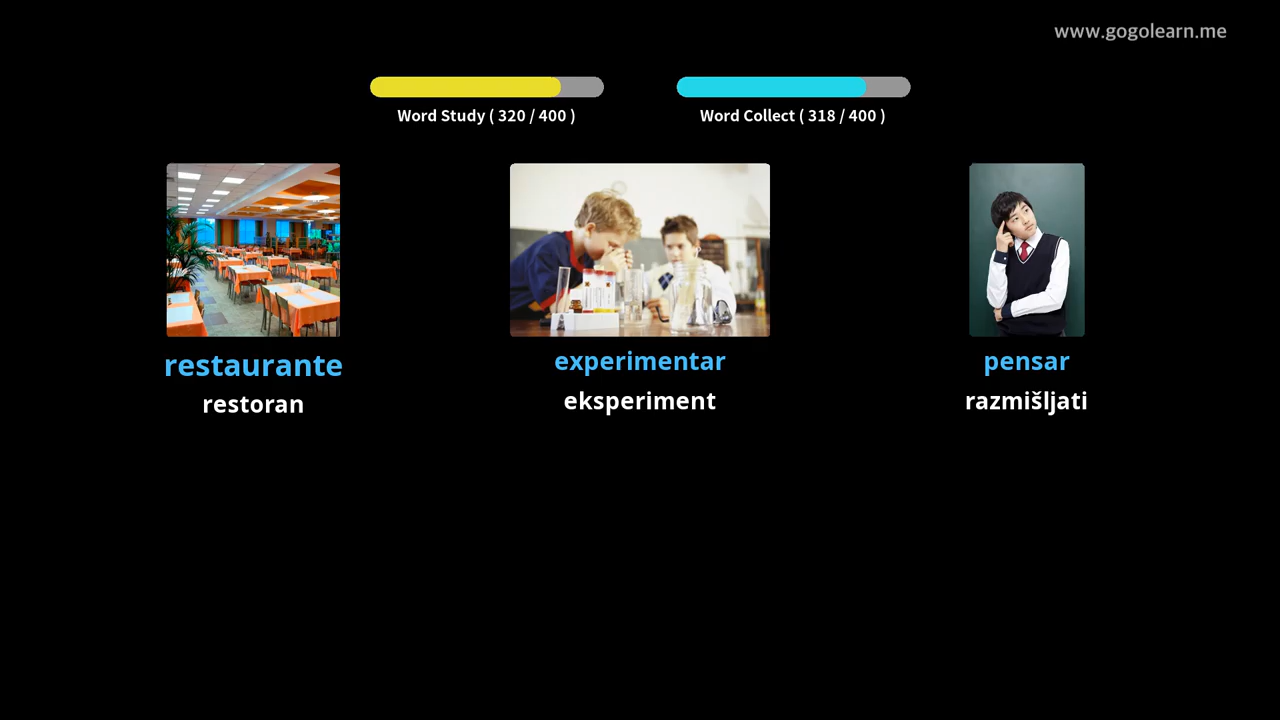 www.gogolearn.me
Word Study ( 320 / 400 )
Word Collect ( 318 / 400 )
restaurante
restoran
experimentar
eksperiment
pensar
razmišljati